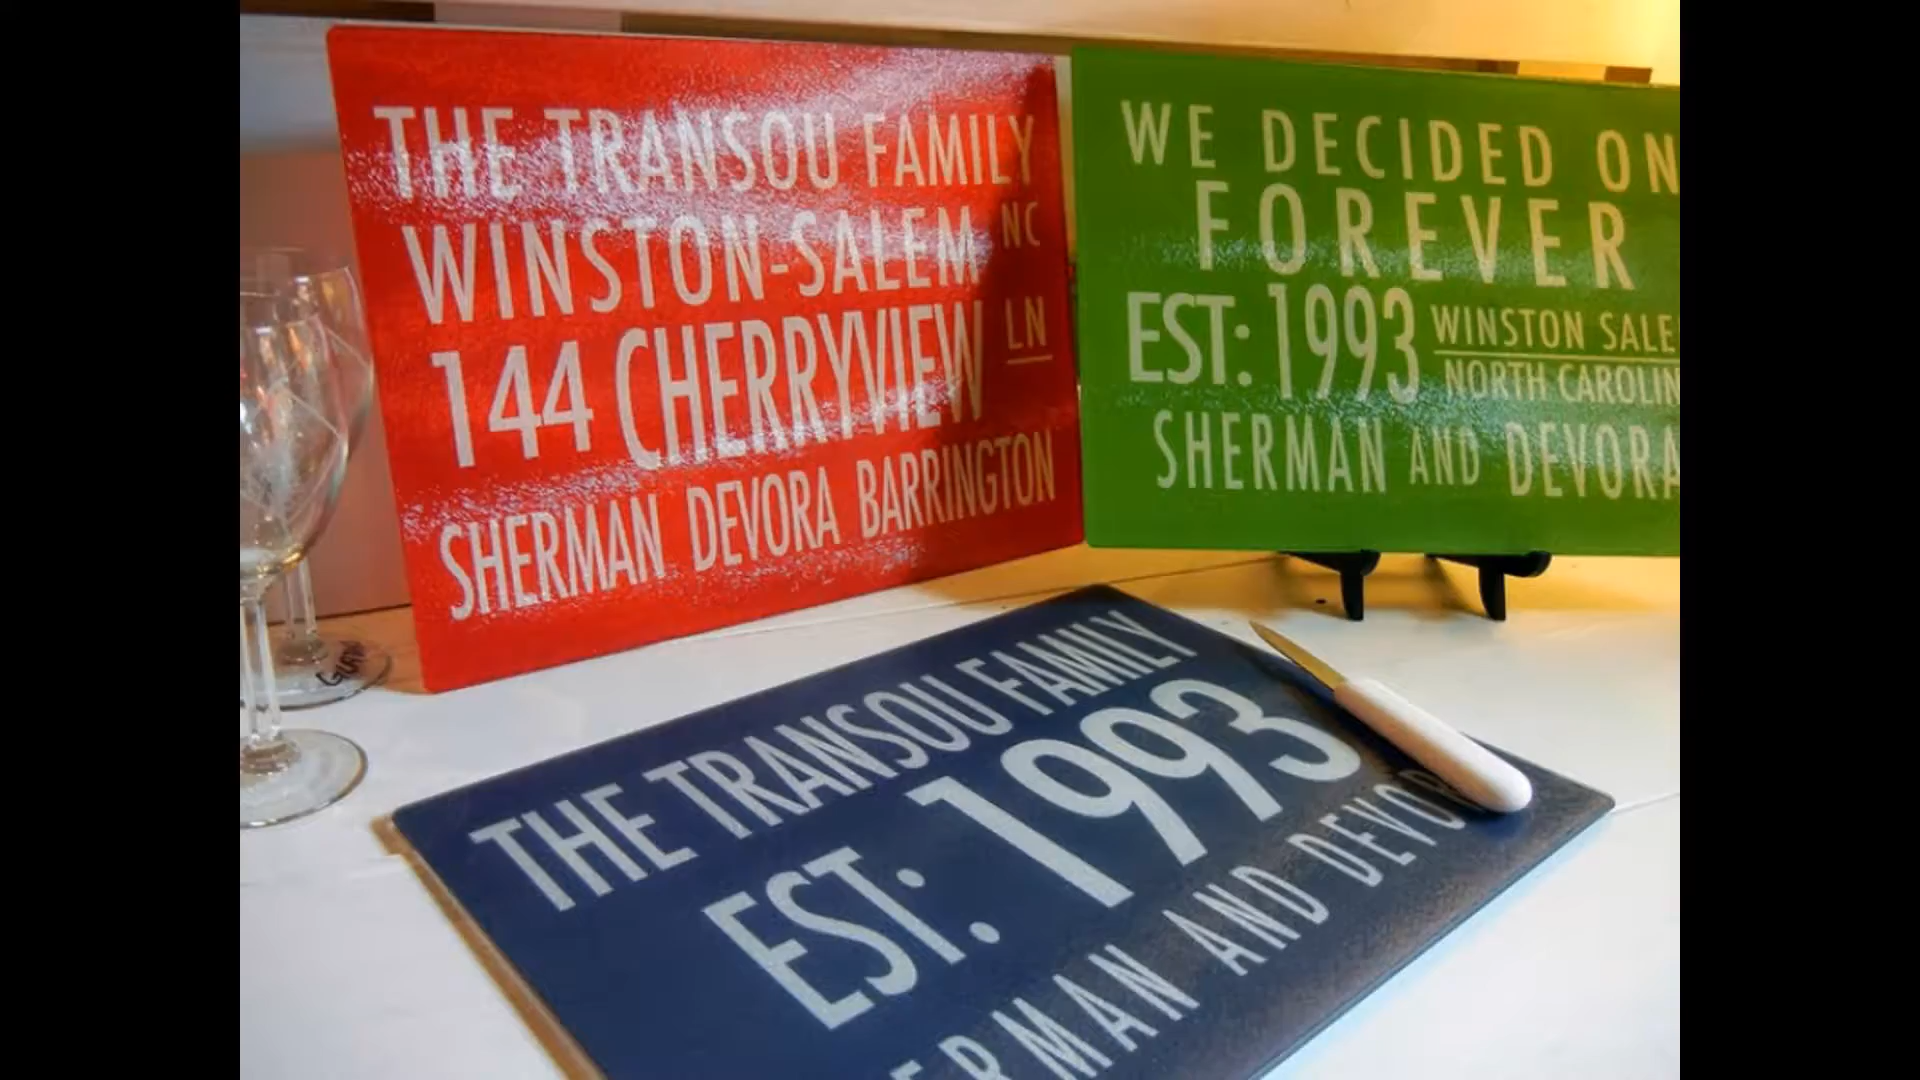 THE TRANSOU FAMILY
WINSTON-SALEM NC
144 CHERRYVIEW LN
SHERMAN DEVORA BARRINGTON
WE DECIDED ON
FOREVER
EST: 1993 WINSTON SALE
NORTH CAROLIN
SHERMAN AND DEVORA
THE TRANSOU FAMILY
EST: 1993
ERMAN AND DEVOR